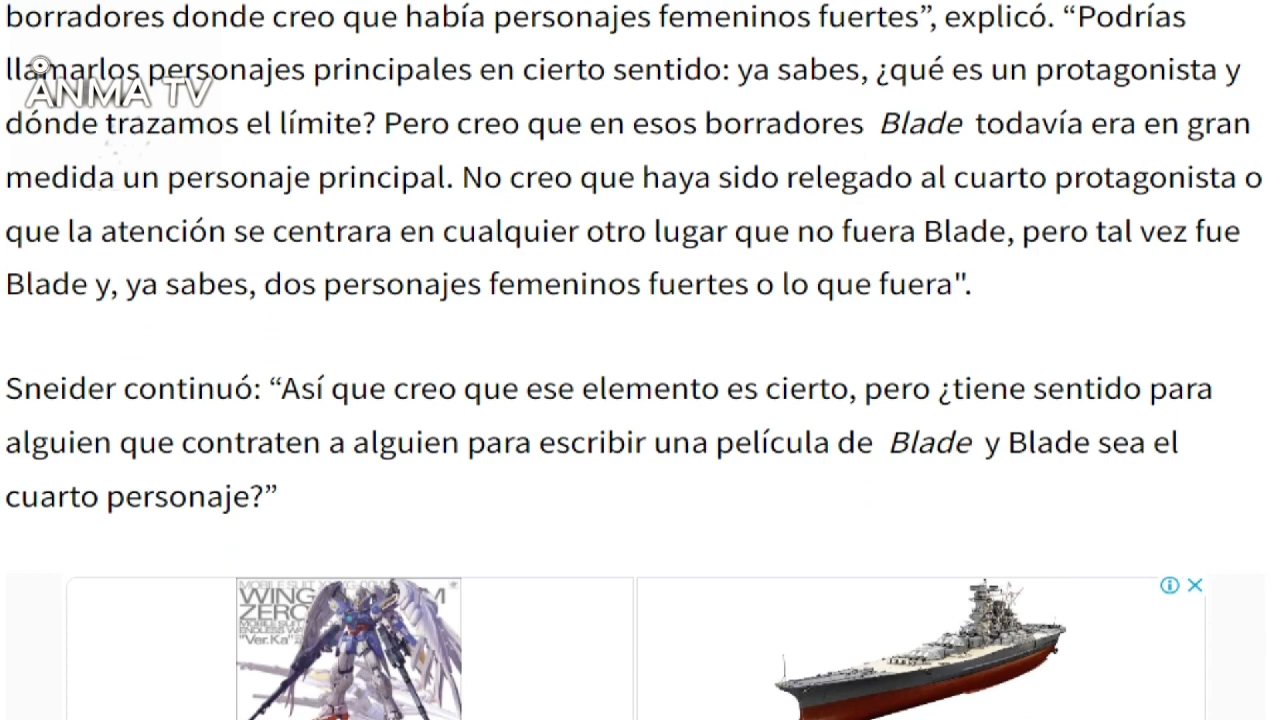 borradores donde creo que había personajes femeninos fuertes”, explicó. “Podrías
llamarlos personajes principales en cierto sentido: ya sabes, ¿qué es un protagonista y
ANMA TV
dónde trazamos el límite? Pero creo que en esos borradores Blade todavía era en gran
medida un personaje principal. No creo que haya sido relegado al cuarto protagonista o
que la atención se centrara en cualquier otro lugar que no fuera Blade, pero tal vez fue
Blade y, ya sabes, dos personajes femeninos fuertes o lo que fuera".
Sneider continuó: “Así que creo que ese elemento es cierto, pero ¿tiene sentido para
alguien que contraten a alguien para escribir una película de Blade y Blade sea el
cuarto personaje?”
MOBILE SUIT
WING
ZERO
"Ver.Ka"